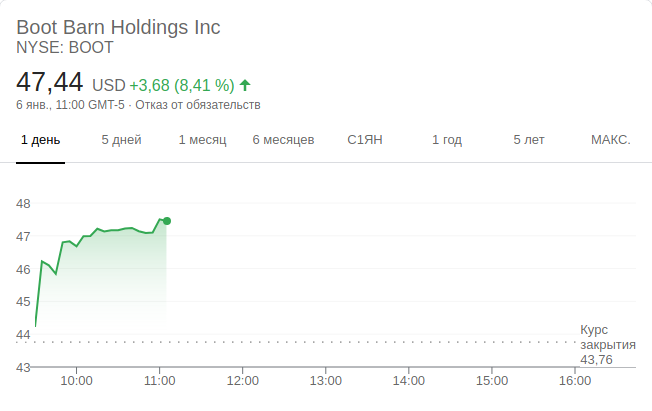 Boot Barn Holdings Inc
NYSE: BOOT
47,44 USD +3,68 (8,41 %)
6 янв., 11:00 GMT-5 · Отказ от обязательств
1 день 5 дней 1 месяц 6 месяцев С1ЯН 1 год 5 лет МАКС.
48
47
46
45
44
43
Курс
закрытия
43,76
10:00 11:00 12:00 13:00 14:00 15:00 16:00